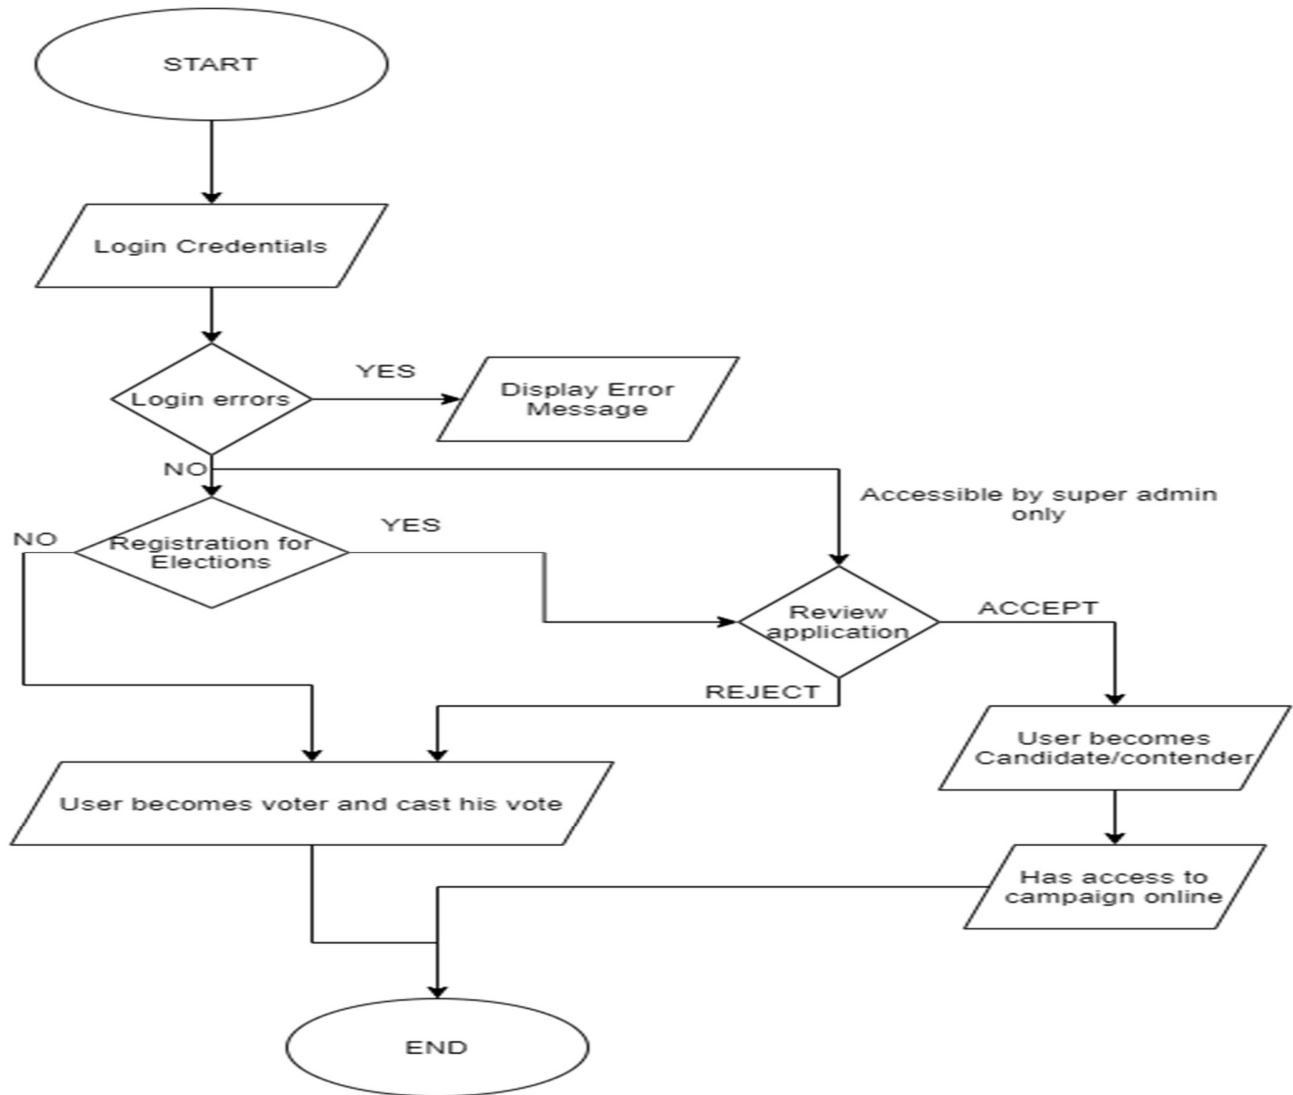 START
Login Credentials
YES
Login errors
Display Error
Message
NO
Accessible by super admin
only
NO
YES
Registration for
Elections
Review
application
ACCEPT
REJECT
User becomes
Candidate/contender
User becomes voter and cast his vote
Has access to
campaign online
END